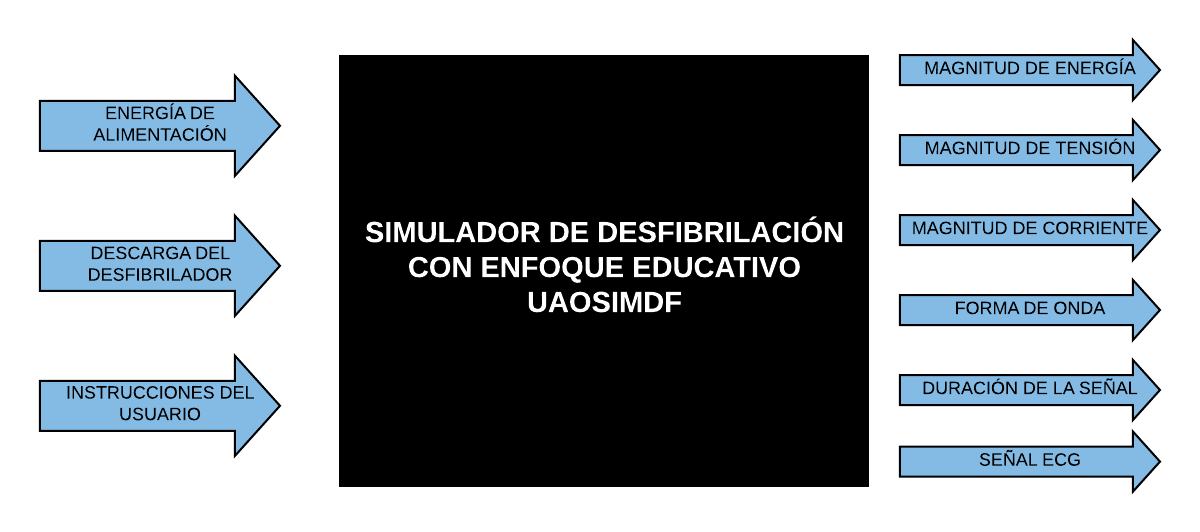 ENERGÍA DE
ALIMENTACIÓN
DESCARGA DEL
DESFIBRILADOR
INSTRUCCIONES DEL
USUARIO
SIMULADOR DE DESFIBRILACIÓN
CON ENFOQUE EDUCATIVO
UAOSIMDF
MAGNITUD DE ENERGÍA
MAGNITUD DE TENSIÓN
MAGNITUD DE CORRIENTE
FORMA DE ONDA
DURACIÓN DE LA SEÑAL
SEÑAL ECG